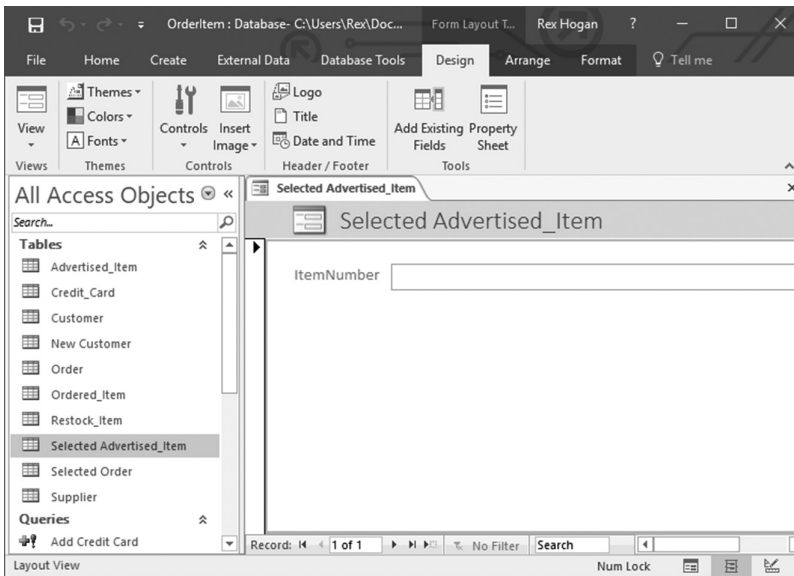 OrderItem : Database- C:\Users\Rex\Doc... Form Layout T... Rex Hogan ?
File Home Create External Data Database Tools Design Arrange Format Tell me
View
Themes
Colors
Fonts
Controls
Insert Image
Logo
Title
Date and Time
Add Existing Fields
Property Sheet
Views Themes Controls Header / Footer Tools
All Access Objects «
Search...
Tables
Advertised_Item
Credit_Card
Customer
New Customer
Order
Ordered_Item
Restock_Item
Selected Advertised_Item
Selected Order
Supplier
Queries
Add Credit Card
Selected Advertised_Item
Selected Advertised_Item
ItemNumber
Record: 1 of 1 No Filter Search
Layout View Num Lock